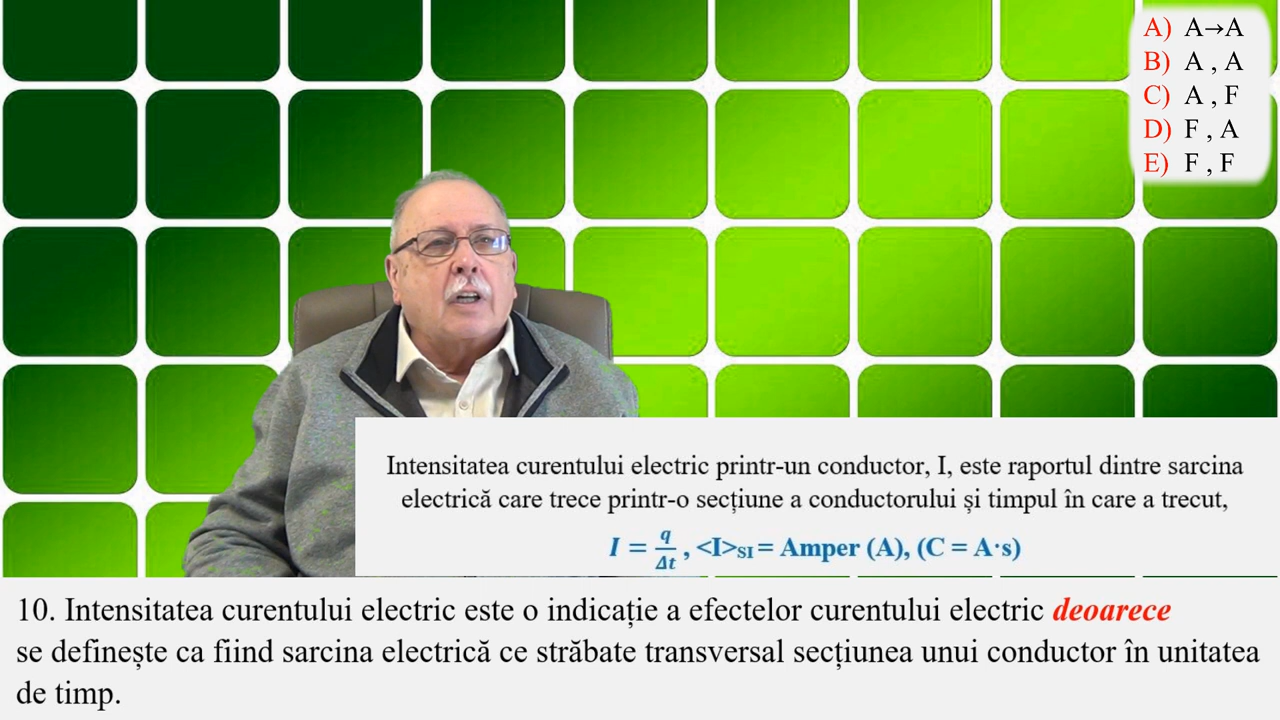 A) A→A
B) A , A
C) A , F
D) F , A
E) F , F
Intensitatea curentului electric printr-un conductor, I, este raportul dintre sarcina
electrică care trece printr-o secțiune a conductorului și timpul în care a trecut,
I = q/Δt , <I>SI = Amper (A), (C = A·s)
10. Intensitatea curentului electric este o indicație a efectelor curentului electric deoarece
se definește ca fiind sarcina electrică ce străbate transversal secțiunea unui conductor în unitatea
de timp.